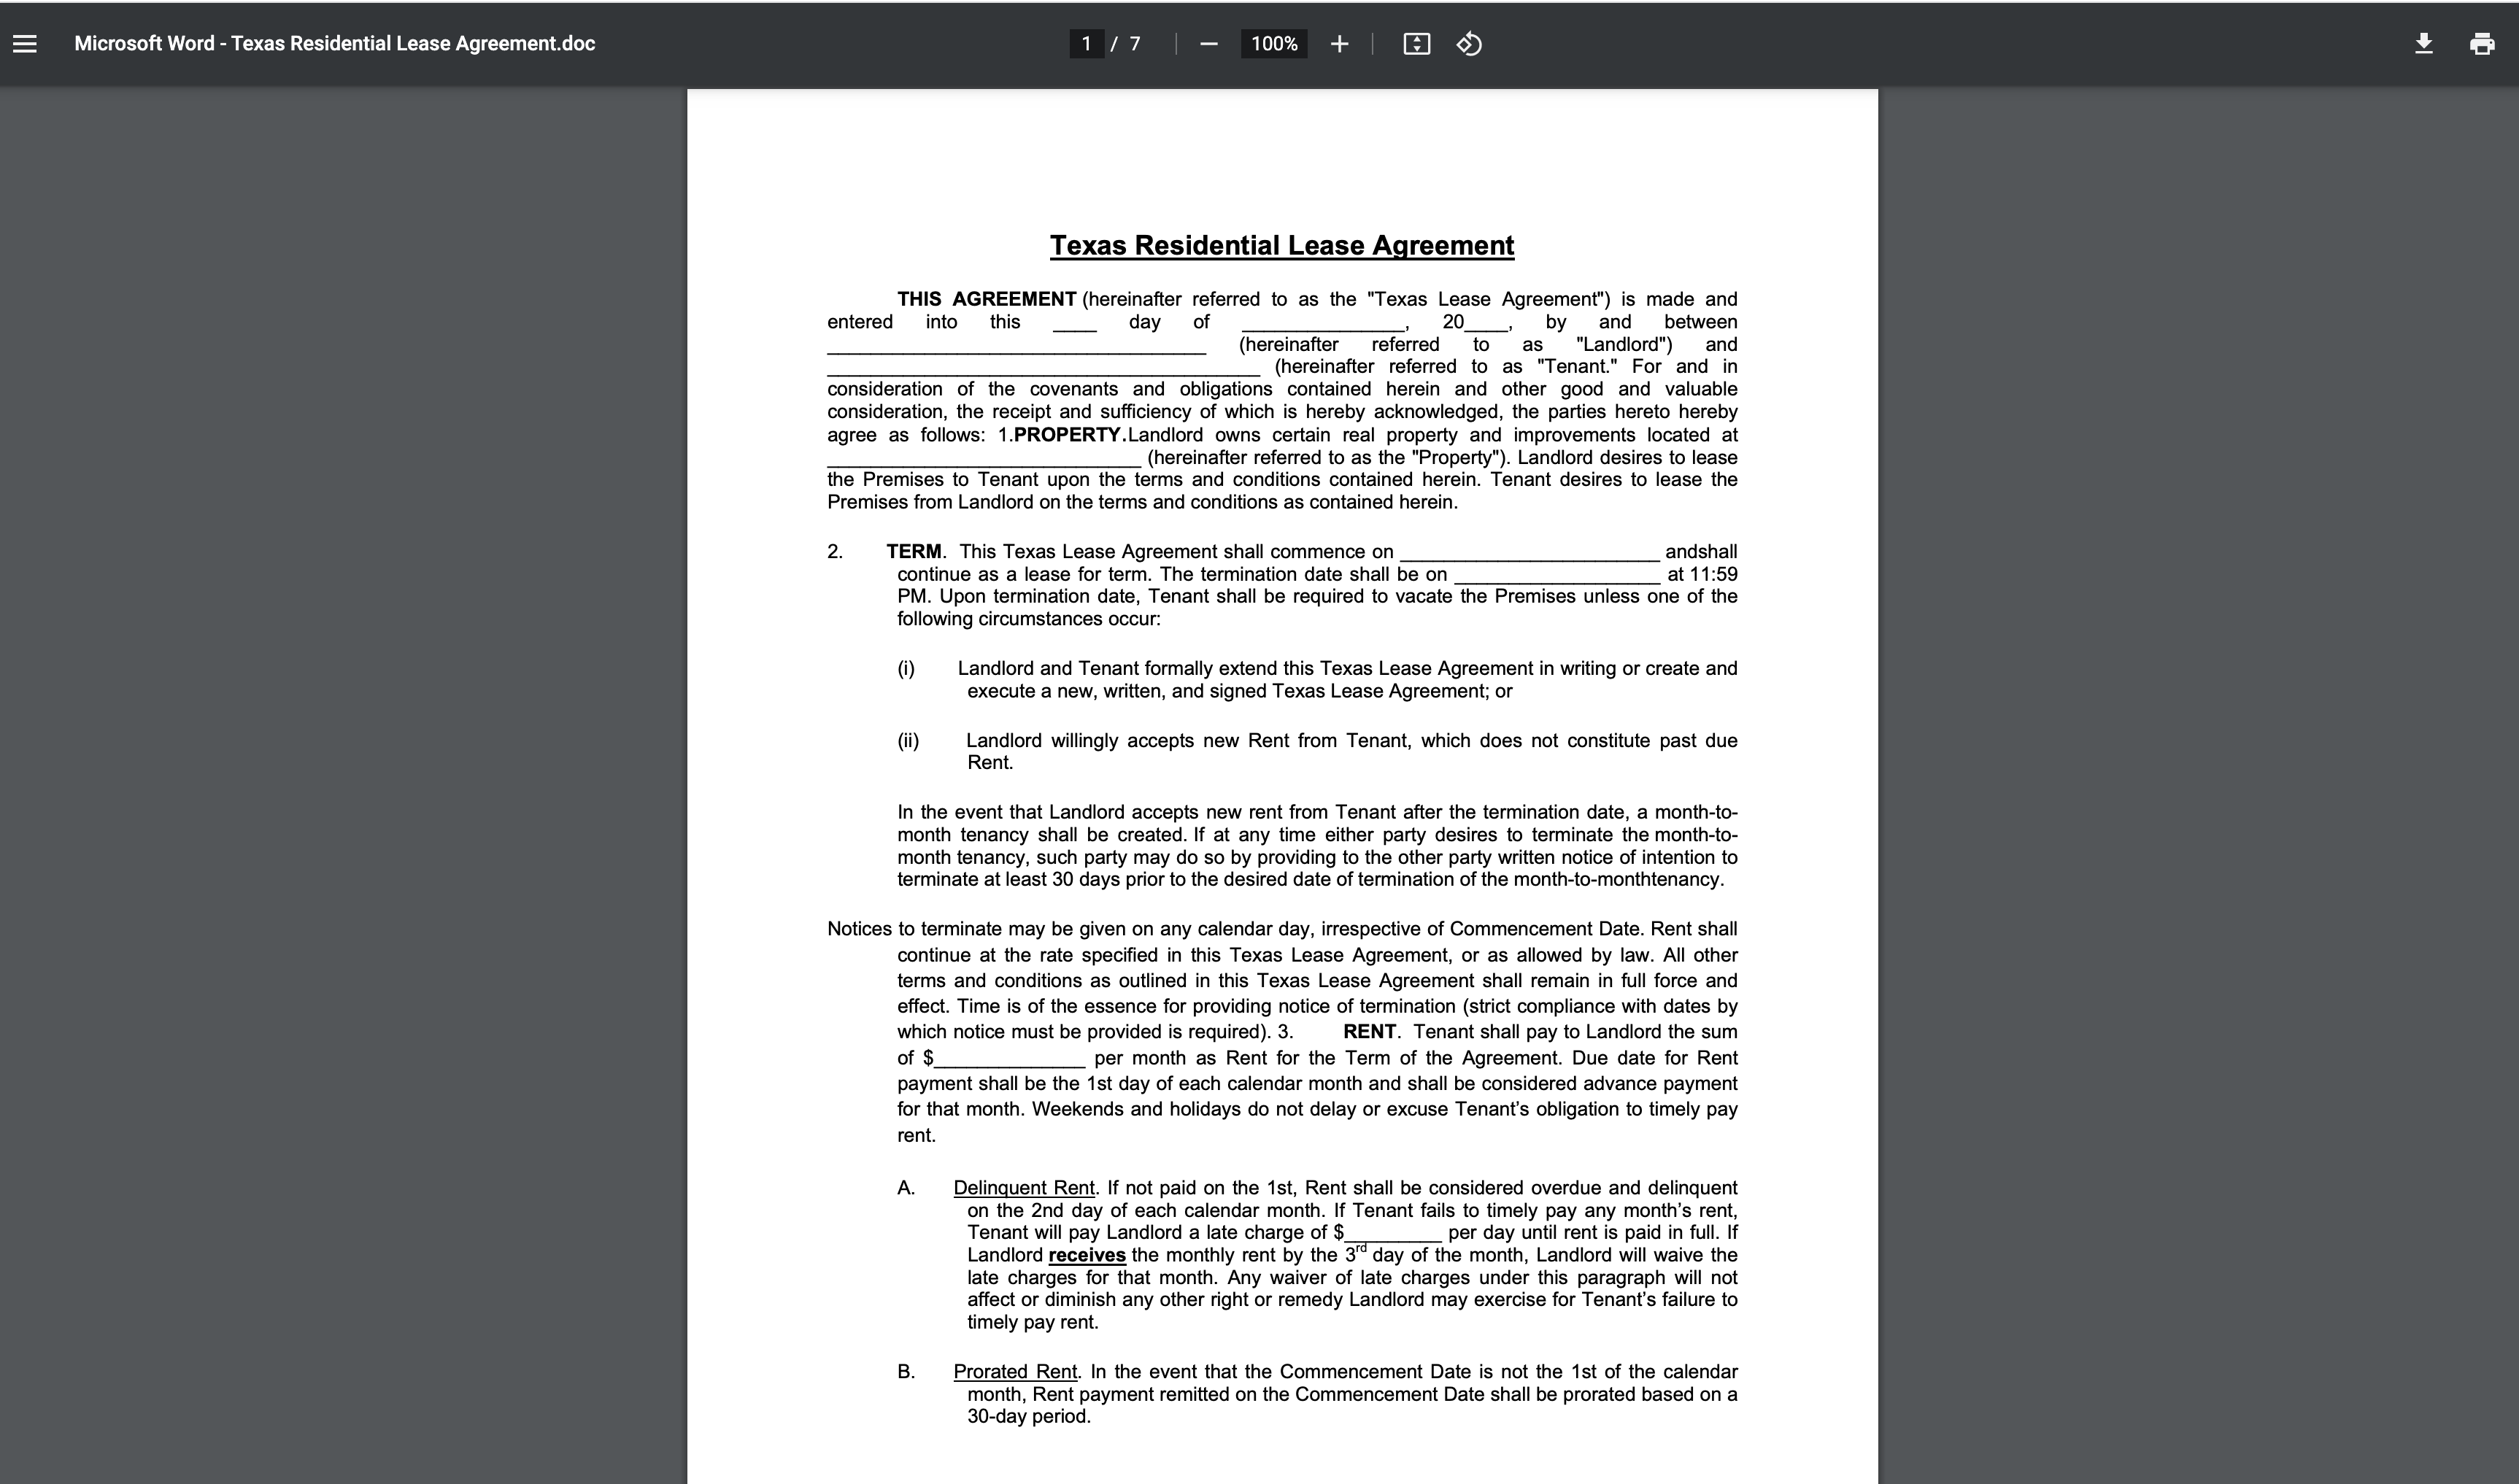 Microsoft Word - Texas Residential Lease Agreement.doc
1 / 7
100%
Texas Residential Lease Agreement
THIS AGREEMENT (hereinafter referred to as the "Texas Lease Agreement") is made and
entered into this ____ day of _______________, 20____, by and between
___________________________________ (hereinafter referred to as "Landlord") and
________________________________________ (hereinafter referred to as "Tenant." For and in
consideration of the covenants and obligations contained herein and other good and valuable
consideration, the receipt and sufficiency of which is hereby acknowledged, the parties hereto hereby
agree as follows: 1.PROPERTY.Landlord owns certain real property and improvements located at
_____________________________ (hereinafter referred to as the "Property"). Landlord desires to lease
the Premises to Tenant upon the terms and conditions contained herein. Tenant desires to lease the
Premises from Landlord on the terms and conditions as contained herein.
2. TERM. This Texas Lease Agreement shall commence on ________________________ andshall
continue as a lease for term. The termination date shall be on ___________________ at 11:59
PM. Upon termination date, Tenant shall be required to vacate the Premises unless one of the
following circumstances occur:
(i) Landlord and Tenant formally extend this Texas Lease Agreement in writing or create and
execute a new, written, and signed Texas Lease Agreement; or
(ii) Landlord willingly accepts new Rent from Tenant, which does not constitute past due
Rent.
In the event that Landlord accepts new rent from Tenant after the termination date, a month-to-
month tenancy shall be created. If at any time either party desires to terminate the month-to-
month tenancy, such party may do so by providing to the other party written notice of intention to
terminate at least 30 days prior to the desired date of termination of the month-to-monthtenancy.
Notices to terminate may be given on any calendar day, irrespective of Commencement Date. Rent shall
continue at the rate specified in this Texas Lease Agreement, or as allowed by law. All other
terms and conditions as outlined in this Texas Lease Agreement shall remain in full force and
effect. Time is of the essence for providing notice of termination (strict compliance with dates by
which notice must be provided is required). 3. RENT. Tenant shall pay to Landlord the sum
of $______________ per month as Rent for the Term of the Agreement. Due date for Rent
payment shall be the 1st day of each calendar month and shall be considered advance payment
for that month. Weekends and holidays do not delay or excuse Tenant’s obligation to timely pay
rent.
A. Delinquent Rent. If not paid on the 1st, Rent shall be considered overdue and delinquent
on the 2nd day of each calendar month. If Tenant fails to timely pay any month’s rent,
Tenant will pay Landlord a late charge of $_________ per day until rent is paid in full. If
Landlord receives the monthly rent by the 3rd day of the month, Landlord will waive the
late charges for that month. Any waiver of late charges under this paragraph will not
affect or diminish any other right or remedy Landlord may exercise for Tenant’s failure to
timely pay rent.
B. Prorated Rent. In the event that the Commencement Date is not the 1st of the calendar
month, Rent payment remitted on the Commencement Date shall be prorated based on a
30-day period.